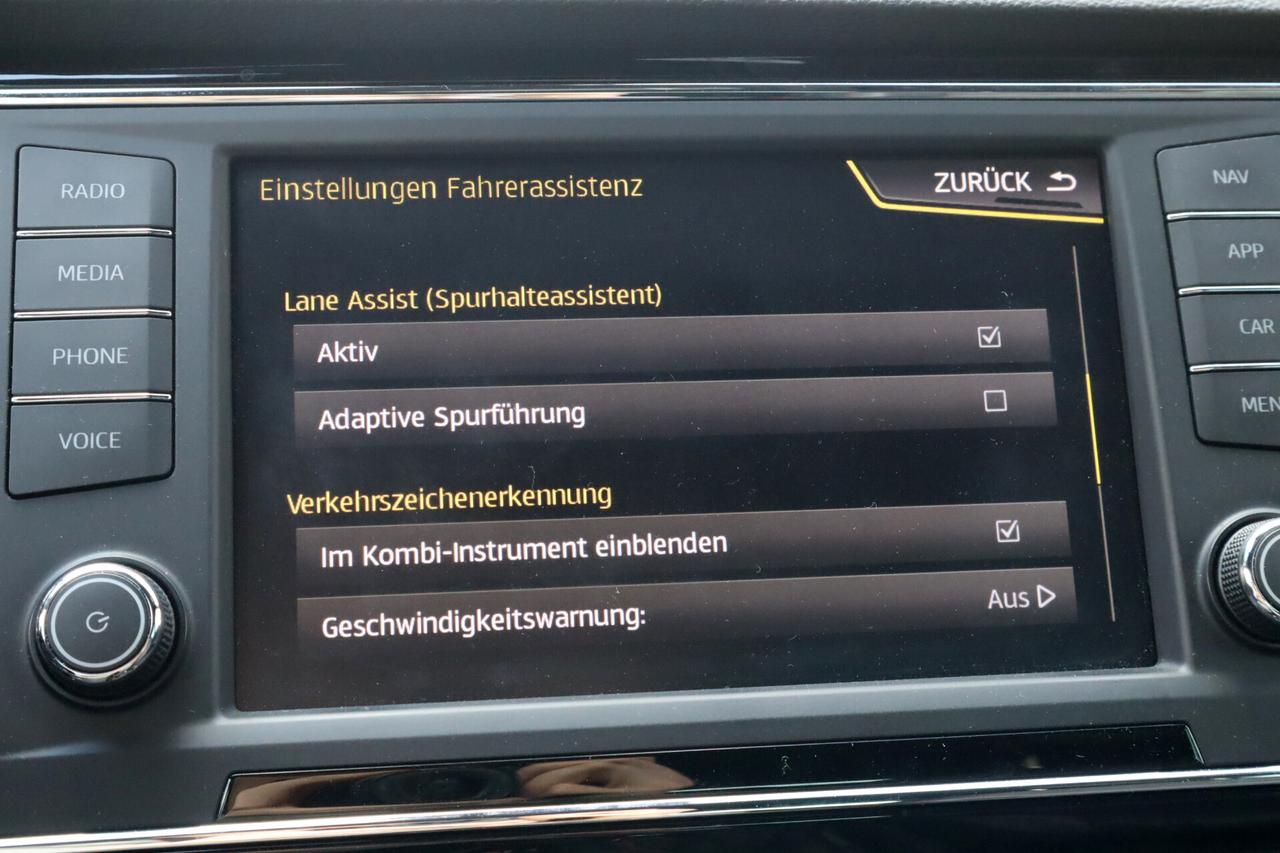 Einstellungen Fahrerassistenz
ZURÜCK
Lane Assist (Spurhalteassistent)
Aktiv
Adaptive Spurführung
Verkehrszeichenerkennung
Im Kombi-Instrument einblenden
Geschwindigkeitswarnung: Aus
RADIO
MEDIA
PHONE
VOICE
NAV
APP
CAR
MEN